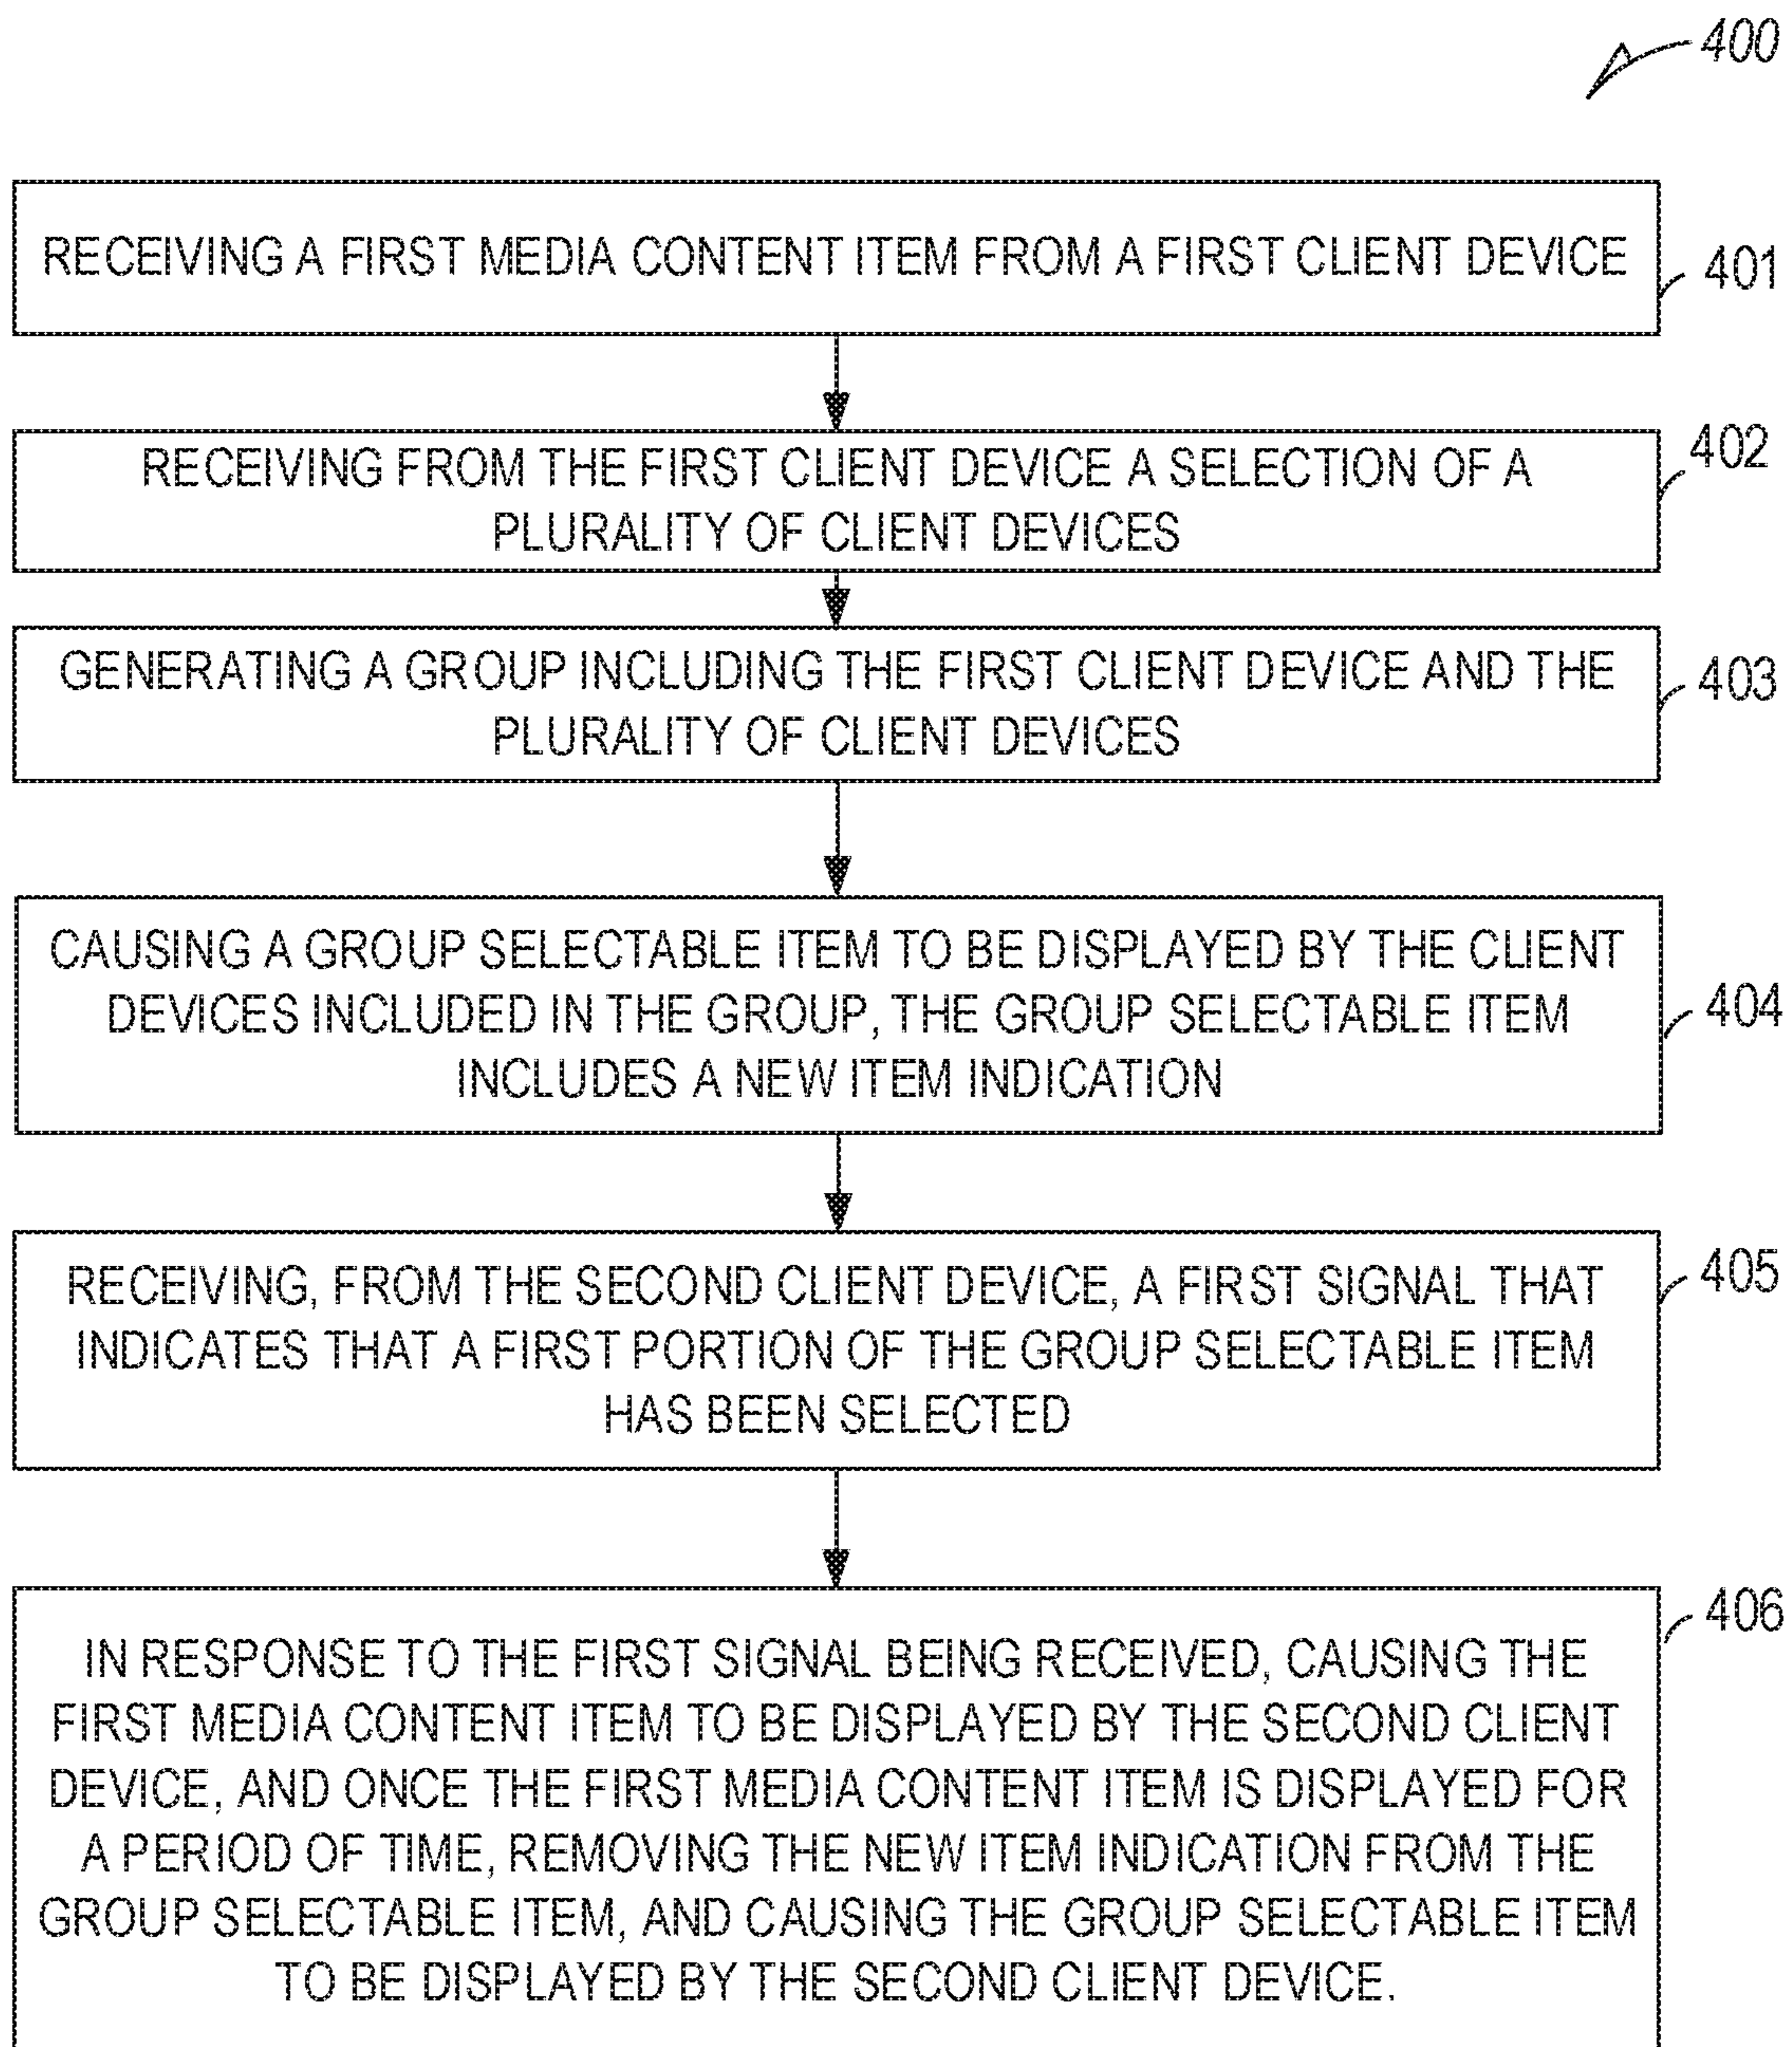 400
RECEIVING A FIRST MEDIA CONTENT ITEM FROM A FIRST CLIENT DEVICE
401
RECEIVING FROM THE FIRST CLIENT DEVICE A SELECTION OF A
PLURALITY OF CLIENT DEVICES
402
GENERATING A GROUP INCLUDING THE FIRST CLIENT DEVICE AND THE
PLURALITY OF CLIENT DEVICES
403
CAUSING A GROUP SELECTABLE ITEM TO BE DISPLAYED BY THE CLIENT
DEVICES INCLUDED IN THE GROUP, THE GROUP SELECTABLE ITEM
INCLUDES A NEW ITEM INDICATION
404
RECEIVING, FROM THE SECOND CLIENT DEVICE, A FIRST SIGNAL THAT
INDICATES THAT A FIRST PORTION OF THE GROUP SELECTABLE ITEM
HAS BEEN SELECTED
405
IN RESPONSE TO THE FIRST SIGNAL BEING RECEIVED, CAUSING THE
FIRST MEDIA CONTENT ITEM TO BE DISPLAYED BY THE SECOND CLIENT
DEVICE, AND ONCE THE FIRST MEDIA CONTENT ITEM IS DISPLAYED FOR
A PERIOD OF TIME, REMOVING THE NEW ITEM INDICATION FROM THE
GROUP SELECTABLE ITEM, AND CAUSING THE GROUP SELECTABLE ITEM
TO BE DISPLAYED BY THE SECOND CLIENT DEVICE.
406